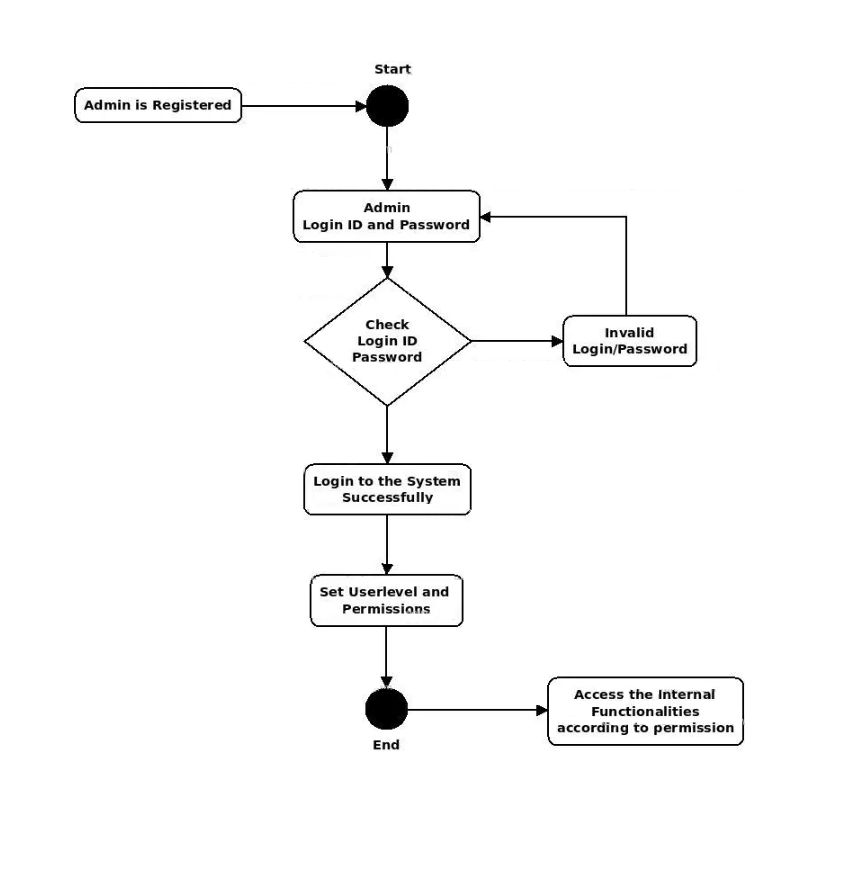 Start
Admin is Registered
Admin
Login ID and Password
Check
Login ID
Password
Invalid
Login/Password
Login to the System
Successfully
Set Userlevel and
Permissions
Access the Internal
Functionalities
according to permission
End